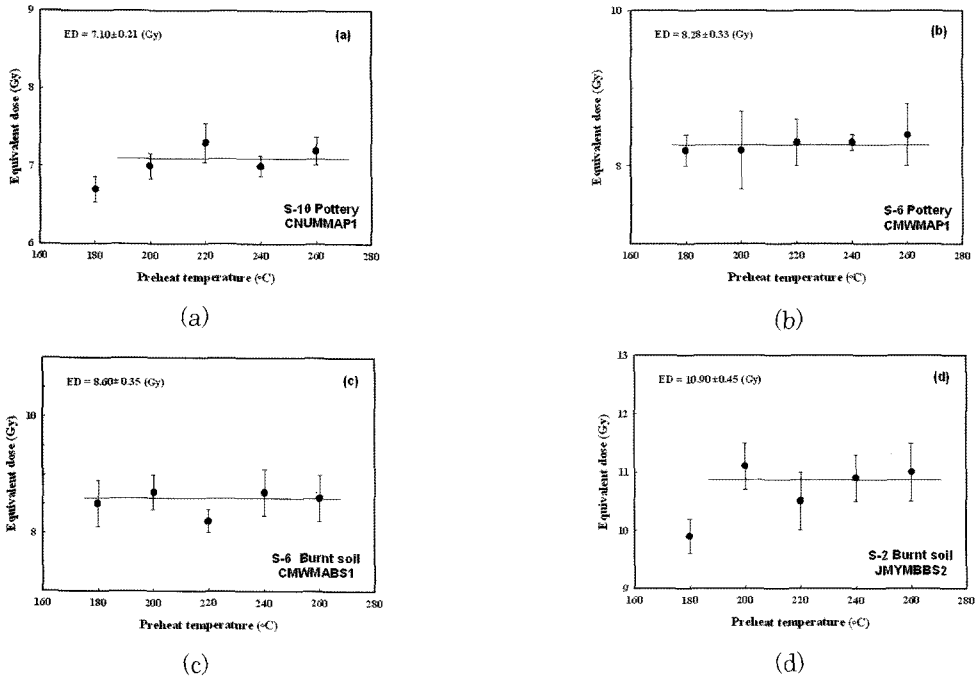 ED = 7.10±0.21 (Gy)
(a)
Equivalent dose (Gy)
9
8
7
6
S-10 Pottery
CNUMMAP1
160 180 200 220 240 260 280
Preheat temperature (°C)
(a)
ED = 8.28±0.33 (Gy)
(b)
Equivalent dose (Gy)
10
8
7
S-6 Pottery
CMWMAP1
160 180 200 220 240 260 280
Preheat temperature (°C)
(b)
ED = 8.60±0.35 (Gy)
(c)
Equivalent dose (Gy)
10
8
S-6 Burnt soil
CMWMABS1
160 180 200 220 240 260 280
Preheat temperature (°C)
(c)
ED = 10.90±0.45 (Gy)
(d)
Equivalent dose (Gy)
13
12
11
10
9
S-2 Burnt soil
JMYMBBS2
160 180 200 220 240 260 280
Preheat temperature (°C)
(d)